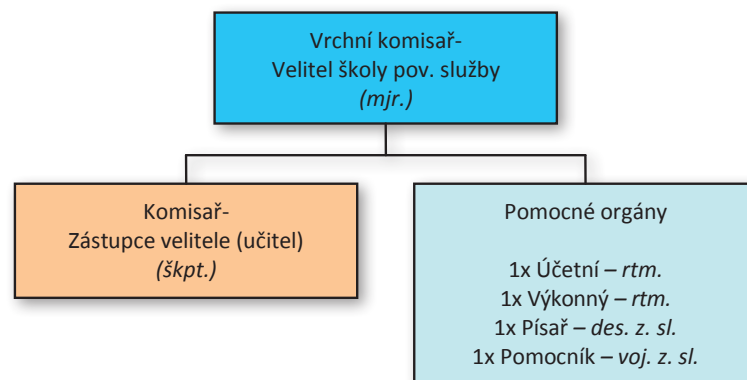 Vrchní komisař-
Velitel školy pov. služby
(mjr.)
Komisař-
Zástupce velitele (učitel)
(škpt.)
Pomocné orgány
1x Účetní – rtm.
1x Výkonný – rtm.
1x Písař – des. z. sl.
1x Pomocník – voj. z. sl.